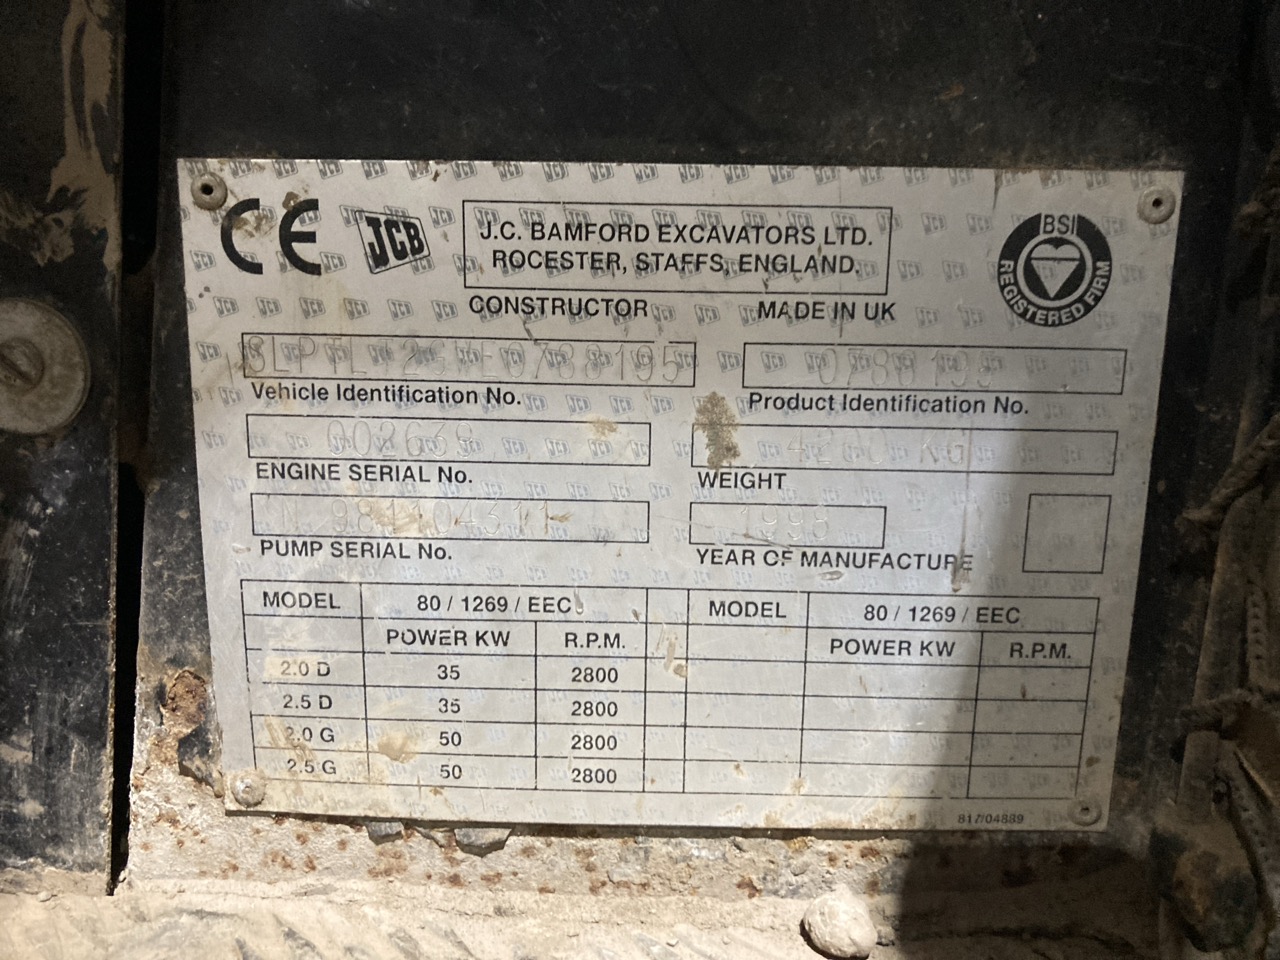 CE JCB
J.C. BAMFORD EXCAVATORS LTD.
ROCESTER, STAFFS, ENGLAND.
CONSTRUCTOR MADE IN UK
BSI
REGISTERED FIRM
Vehicle Identification No.
Product Identification No.
ENGINE SERIAL No.
WEIGHT
981104311
1998
PUMP SERIAL No.
YEAR OF MANUFACTURE
MODEL 80 / 1269 / EEC MODEL 80 / 1269 / EEC
POWER KW R.P.M. POWER KW R.P.M.
2.0 D 35 2800
2.5 D 35 2800
2.0 G 50 2800
2.5 G 50 2800
817/04889